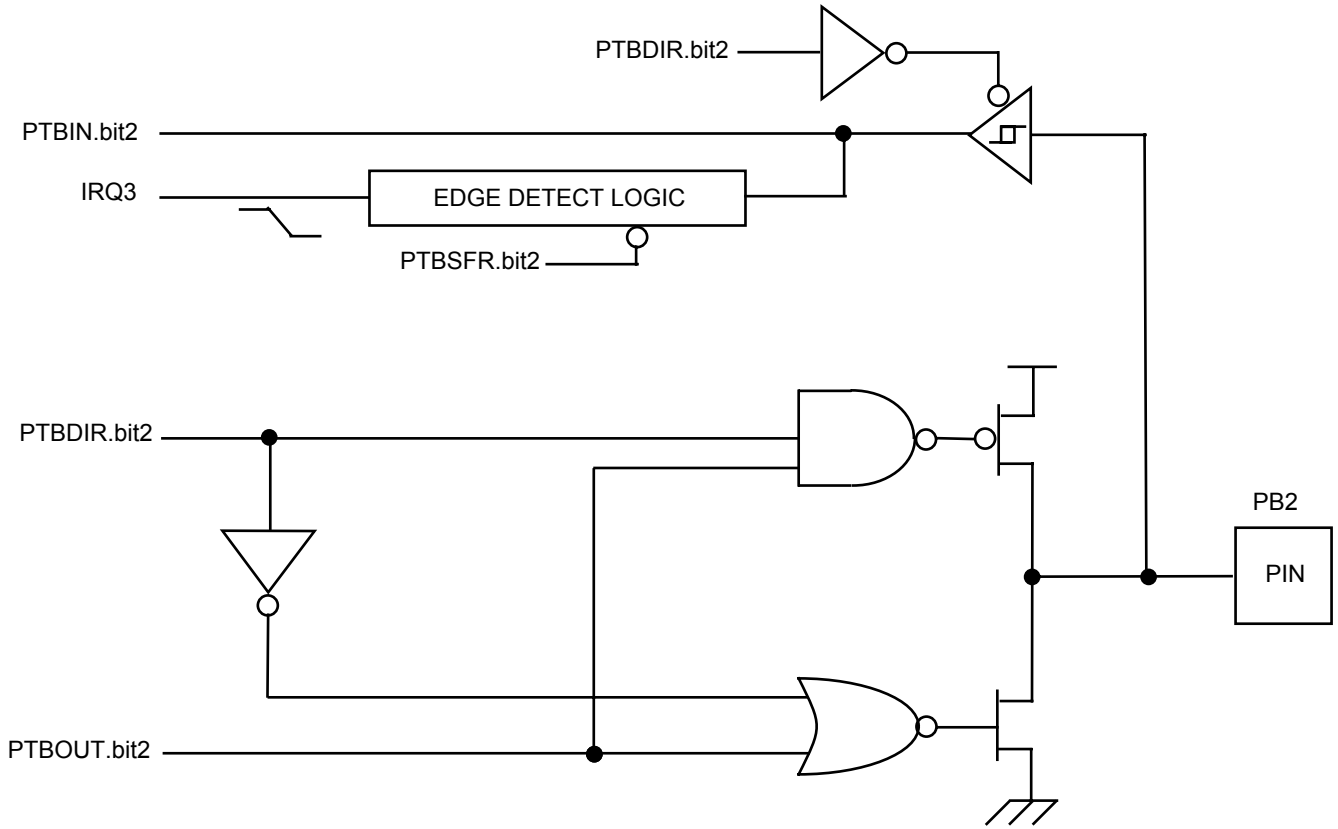 PTBDIR.bit2
PTBIN.bit2
IRQ3
EDGE DETECT LOGIC
PTBSFR.bit2
PTBDIR.bit2
PB2
PIN
PTBOUT.bit2